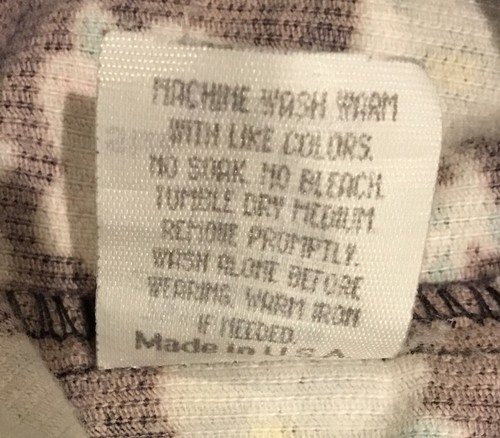 MACHINE WASH WARM
WITH LIKE COLORS.
NO SOAK. NO BLEACH.
TUMBLE DRY MEDIUM
REMOVE PROMPTLY.
WASH ALONE BEFORE
WEARING. WARM IRON
IF NEEDED.
Made in U.S.A.